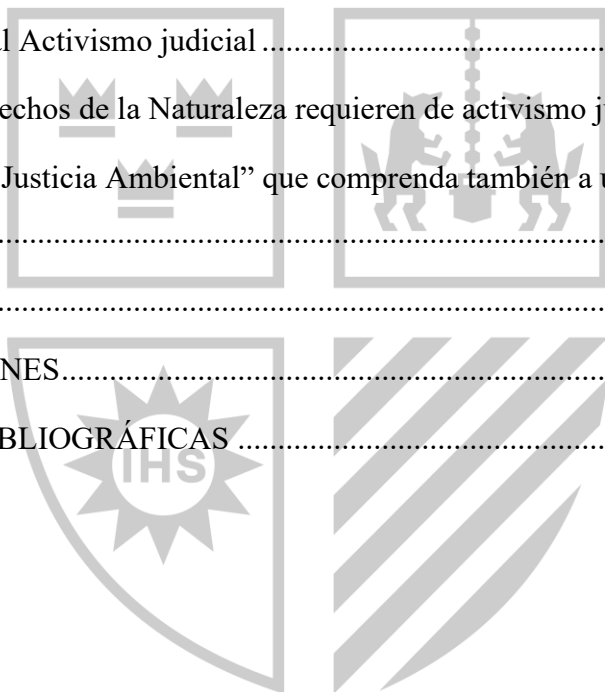 l Activismo judicial ..........................................
echos de la Naturaleza requieren de activismo j
Justicia Ambiental” que comprenda también a u
..................................................................................
..................................................................................
NES.......................................................................
BLIOGRÁFICAS ................................................
IHS